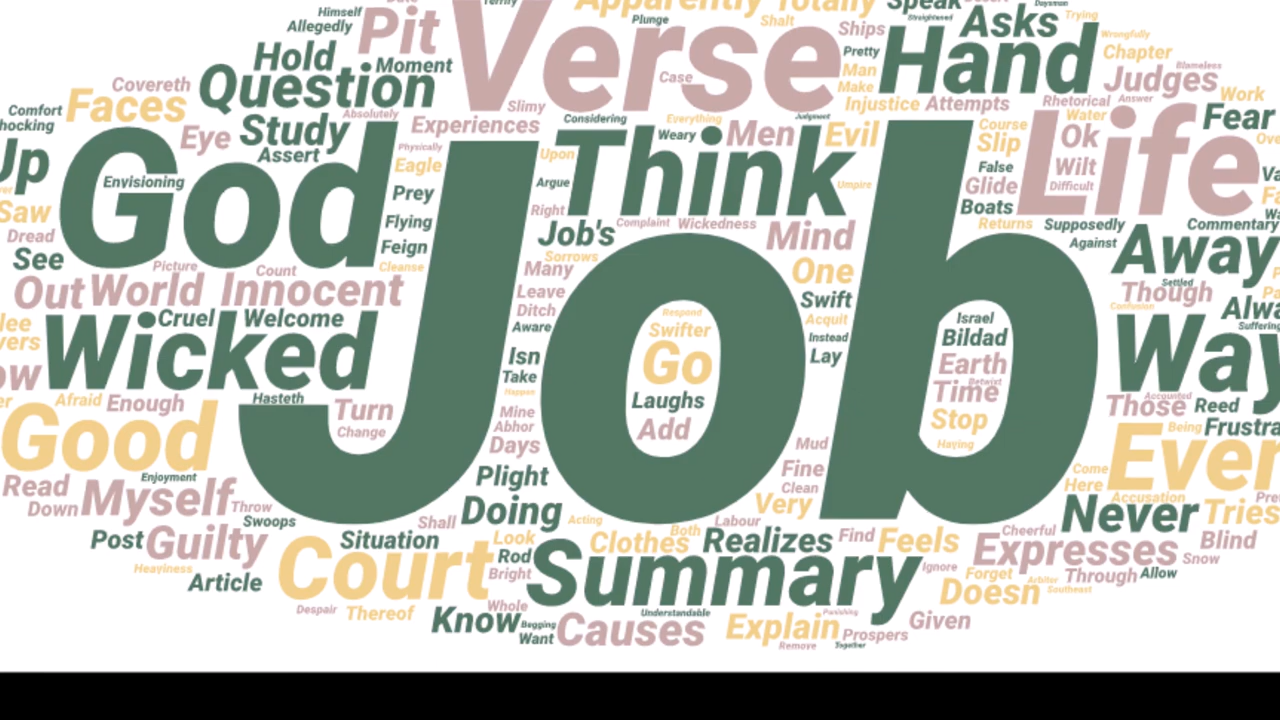 Himself
Terrify
Apparently Totally
Speak
Daysman
Allegedly
Pit
Verse
Plunge
Shalt
Ships
Straightened
Asks
Trying
Hold
Moment
Pretty
Hand
Wrongfully
Chapter
Covereth
Question
Case
Man
Make
Judges
Blameless
Comfort
Faces
Slimy
Injustice Attempts
Rhetorical
Answer
Work
Absolutely
Experiences
Considering
Everything
Judgment
Water
Fear
Eye
Study
Weary
Men
Evil
Course
Slip
Ok
Life
Up
Assert
Physically
Eagle
Upon
Think
False
Wilt
God
Envisioning
Prey
Argue
Umpire
Glide
Difficult
Saw
Flying
Right
Complaint
Wickedness
Boats
Returns
Supposedly
Commentary
Dread
Feign
Job's
Mind
Against
Away
See
Picture
Count
Cleanse
Sorrows
Many
One
Job
Settled
Out
World
Innocent
Leave
Swift
Though
Ditch
Respond
Acquit
Israel
Confusion
Wicked
Cruel
Welcome
Aware
Swifter
Instead
Bildad
Way
Isn
Go
Lay
Earth
Take
Time
Betwixt
Afraid
Enough
Hasteth
Happen
Laughs
Accounted
Those
Reed
Good
Turn
Mine
Add
Stop
Change
Abhor
Being
Days
Mud
Having
Ever
Read
Enjoyment
Plight
Fine
Come
Down
Myself
Throw
Clean
Here
Accusation
Swoops
Shall
Doing
Acting
Labour
Very
Never
Tries
Post
Guilty
Situation
Look
Clothes
Both
Realizes
Find
Feels
Cheerful
Expresses
Blind
Heaviness
Court
Rod
Summary
Ignore
Snow
Article
Bright
Forget
Arbiter
Through
Allow
Despair
Thereof
Whole
Understandable
Punishing
Doesn
Southeast
Know
Begging
Want
Causes
Explain
Given
Prospers
Remove
Together